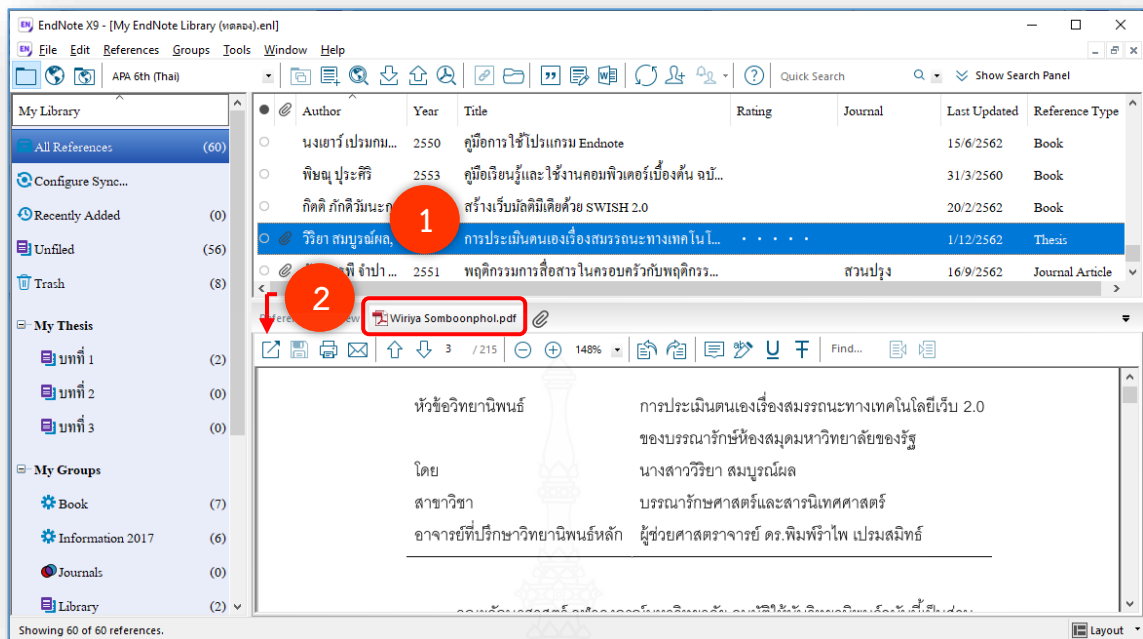 EndNote X9 - [My EndNote Library (ทดลอง).enl]
File Edit References Groups Tools Window Help
APA 6th (Thai) Quick Search Show Search Panel
My Library
All References (60)
Configure Sync...
Recently Added (0)
Unfiled (56)
Trash (8)
My Thesis
บทที่ 1 (2)
บทที่ 2 (0)
บทที่ 3 (0)
My Groups
Book (7)
Information 2017 (6)
Journals (0)
Library (2)
Author Year Title Rating Journal Last Updated Reference Type
นงเยาว์ เปรมกม... 2550 คู่มือการใช้โปรแกรม Endnote 15/6/2562 Book
พิษณุ ปุระศิริ 2553 คู่มือเรียนรู้และใช้งานคอมพิวเตอร์เบื้องต้น ฉบั... 31/3/2560 Book
กิตติ ภักดีวัฒนะก สร้างเว็บมัลติมีเดียด้วย SWISH 2.0 20/2/2562 Book
วิริยา สมบูรณ์ผล, การประเมินตนเองเรื่องสมรรถนะทางเทคโนโ... 1/12/2562 Thesis
จำปา ... 2551 พฤติกรรมการสื่อสารในครอบครัวกับพฤติกรร... สวนปรุง 16/9/2562 Journal Article
1
2
Wiriya Somboonphol.pdf
3 / 215 148% Find...
หัวข้อวิทยานิพนธ์ การประเมินตนเองเรื่องสมรรถนะทางเทคโนโลยีเว็บ 2.0
ของบรรณารักษ์ห้องสมุดมหาวิทยาลัยของรัฐ
โดย นางสาววิริยา สมบูรณ์ผล
สาขาวิชา บรรณารักษศาสตร์และสารนิเทศศาสตร์
อาจารย์ที่ปรึกษาวิทยานิพนธ์หลัก ผู้ช่วยศาสตราจารย์ ดร.พิมพ์รำไพ เปรมสมิทธ์
Showing 60 of 60 references. Layout